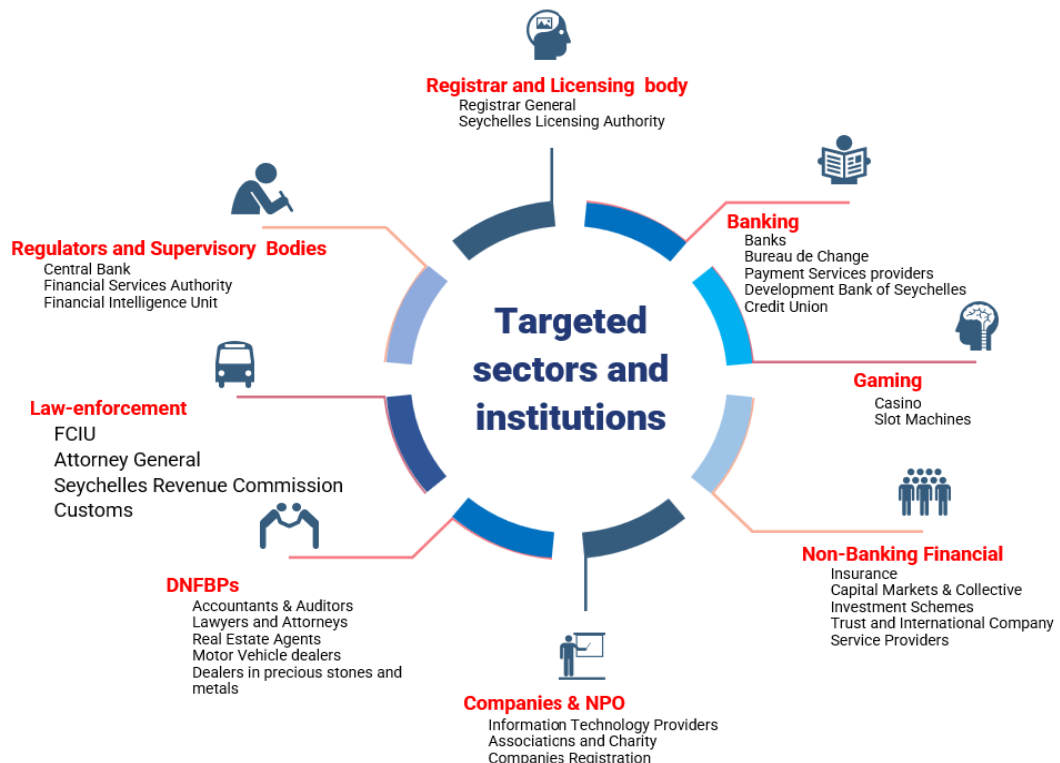 Registrar and Licensing body
Registrar General
Seychelles Licensing Authority
Banking
Banks
Bureau de Change
Payment Services providers
Development Bank of Seychelles
Credit Union
Gaming
Casino
Slot Machines
Non-Banking Financial
Insurance
Capital Markets & Collective
Investment Schemes
Trust and International Company
Service Providers
Companies & NPO
Information Technology Providers
Associations and Charity
Companies Registration
DNFBPs
Accountants & Auditors
Lawyers and Attorneys
Real Estate Agents
Motor Vehicle dealers
Dealers in precious stones and
metals
Law-enforcement
FCIU
Attorney General
Seychelles Revenue Commission
Customs
Regulators and Supervisory Bodies
Central Bank
Financial Services Authority
Financial Intelligence Unit
Targeted
sectors and
institutions